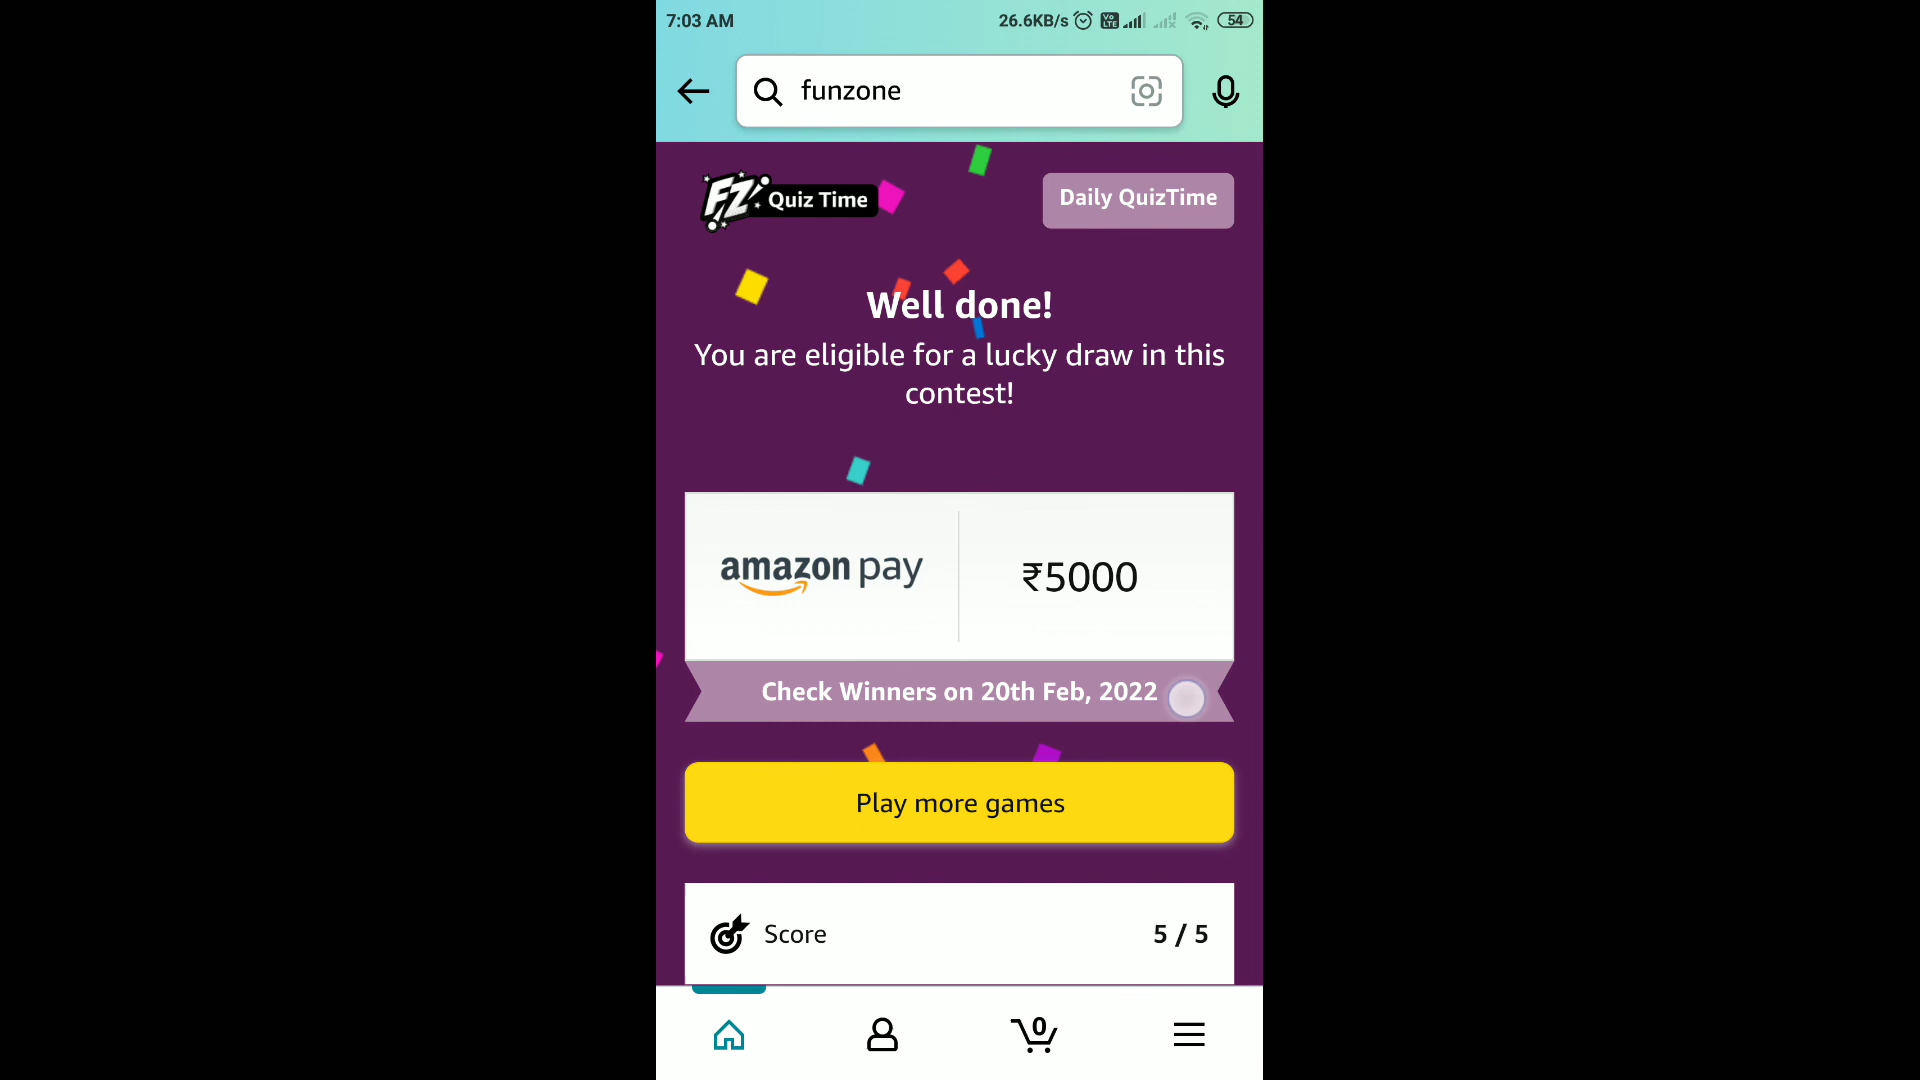 7:03 AM
26.6KB/s
Vo
LTE
54
funzone
FZ Quiz Time
Daily QuizTime
Well done!
You are eligible for a lucky draw in this
contest!
amazon pay
₹5000
Check Winners on 20th Feb, 2022
Play more games
Score
5 / 5
0